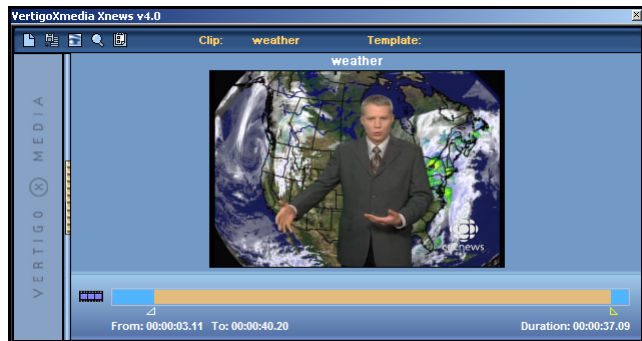 VertigoXmedia Xnews v4.0
Clip: weather Template:
weather
VERTIGO X MEDIA
cbcnews
From: 00:00:03.11 To: 00:00:40.20 Duration: 00:00:37.09